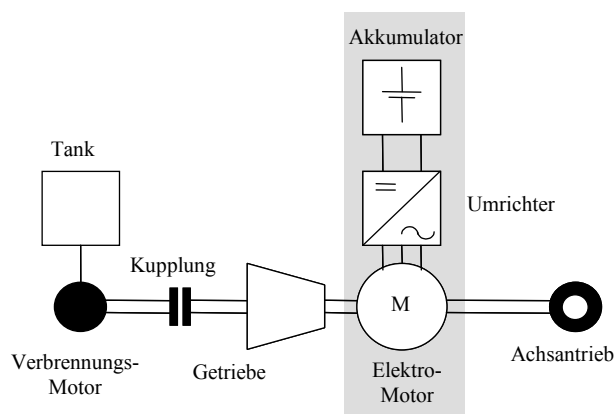 Akkumulator
Tank
Umrichter
Kupplung
M
Verbrennungs-
Motor
Getriebe
Elektro-
Motor
Achsantrieb